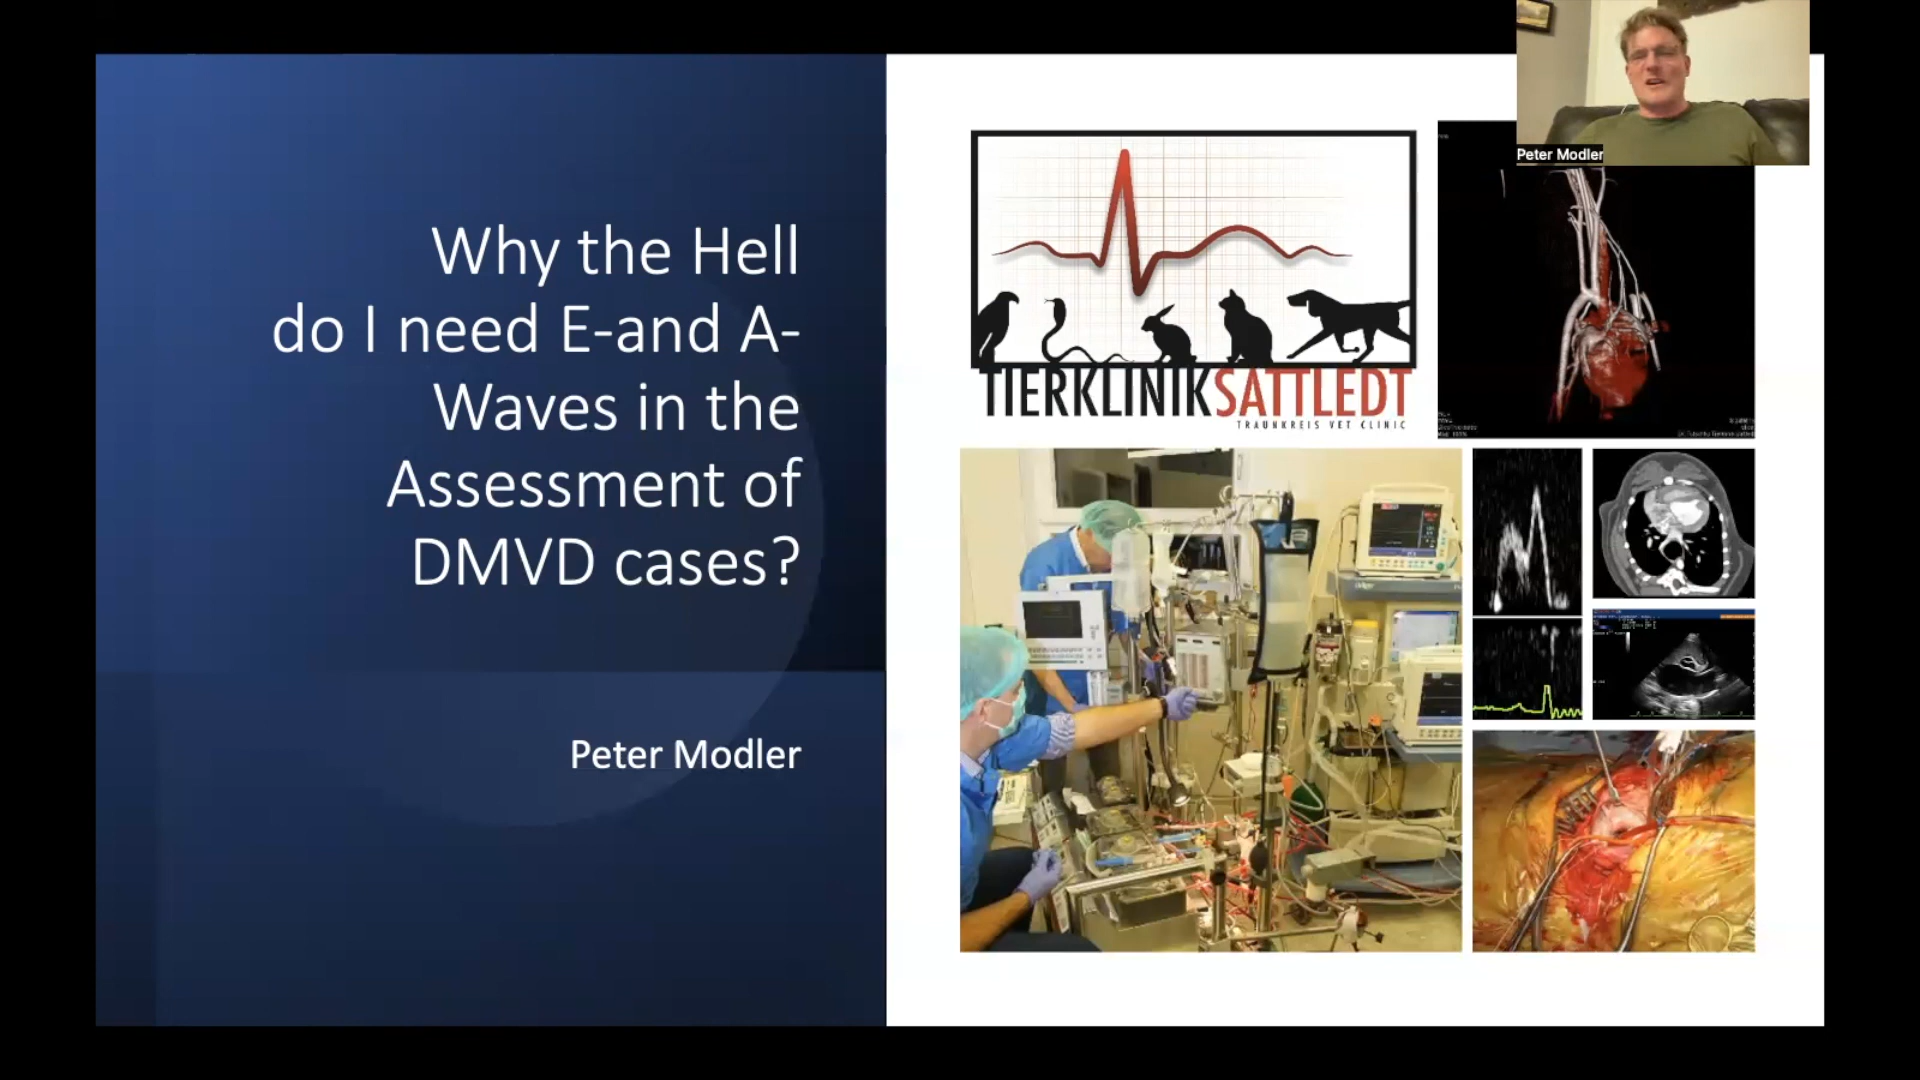 Why the Hell
do I need E-and A-
Waves in the
Assessment of
DMVD cases?
Peter Modler
TIERKLINIKSATTLEDT
TRAUNKREIS VET CLINIC
Peter Modler